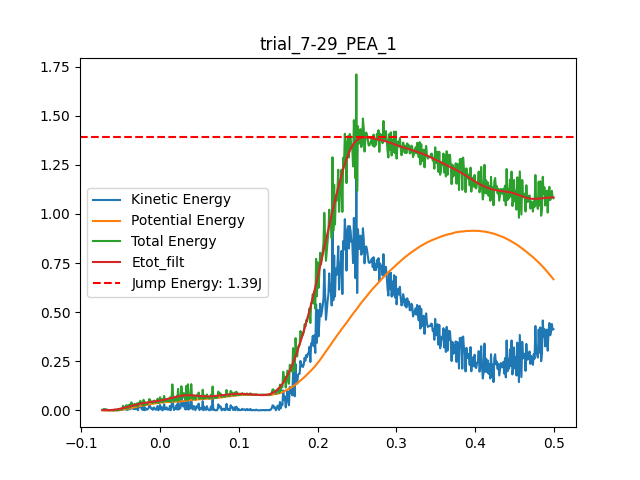 trial_7-29_PEA_1
1.75
1.50
1.25
1.00
0.75
0.50
0.25
0.00
Kinetic Energy
Potential Energy
Total Energy
Etot_filt
Jump Energy: 1.39J
−0.1 0.0 0.1 0.2 0.3 0.4 0.5